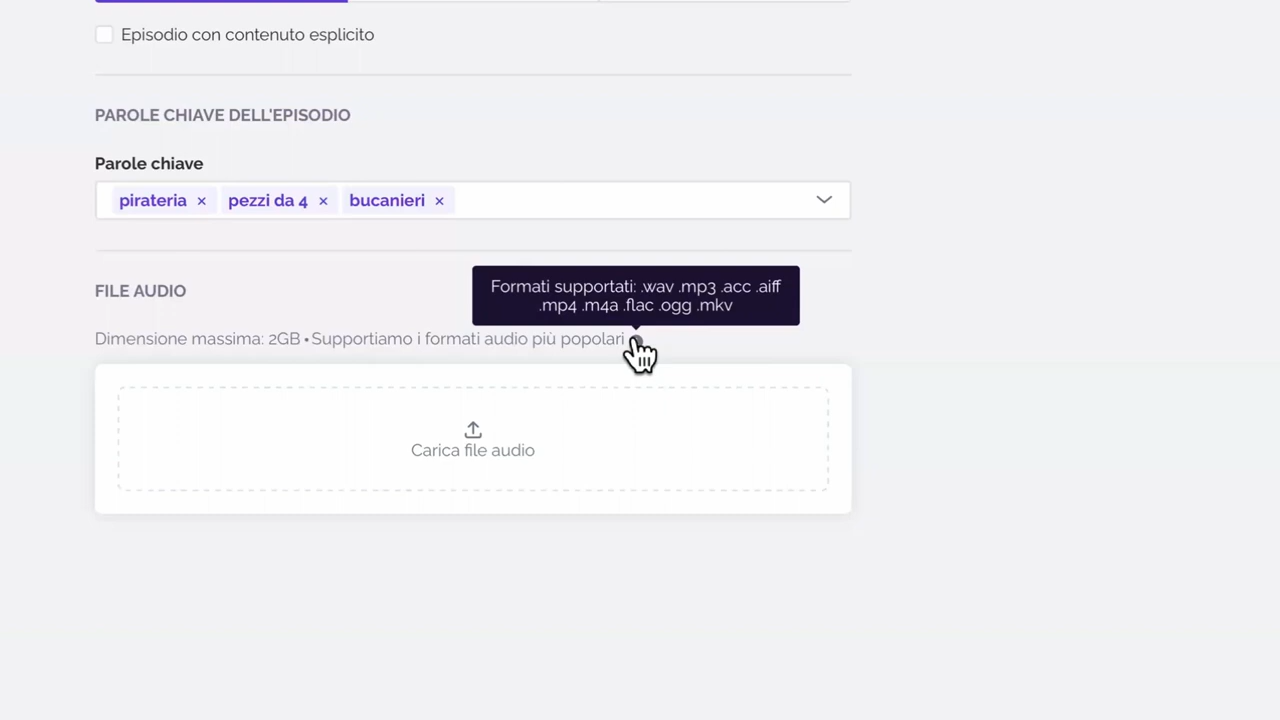 Episodio con contenuto esplicito
PAROLE CHIAVE DELL'EPISODIO
Parole chiave
pirateria × pezzi da 4 × bucanieri ×
FILE AUDIO
Formati supportati: .wav .mp3 .acc .aiff
.mp4 .m4a .flac .ogg .mkv
Dimensione massima: 2GB • Supportiamo i formati audio più popolari
Carica file audio